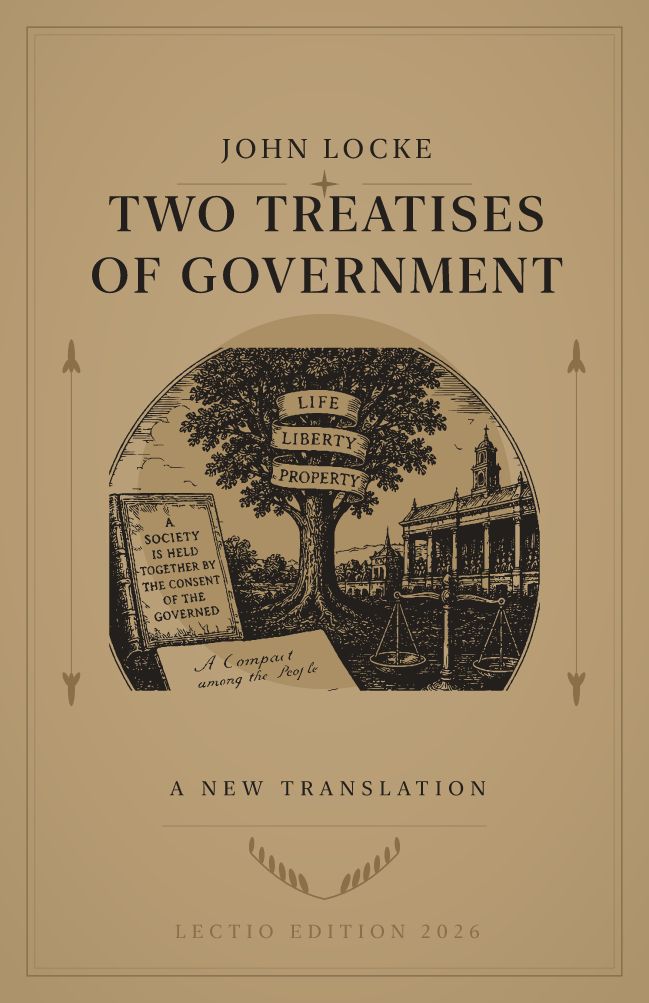 JOHN LOCKE
TWO TREATISES
OF GOVERNMENT
LIFE
LIBERTY
PROPERTY
A
SOCIETY
IS HELD
TOGETHER BY
THE CONSENT
OF THE
GOVERNED
A Compact
among the People
A NEW TRANSLATION
LECTIO EDITION 2026